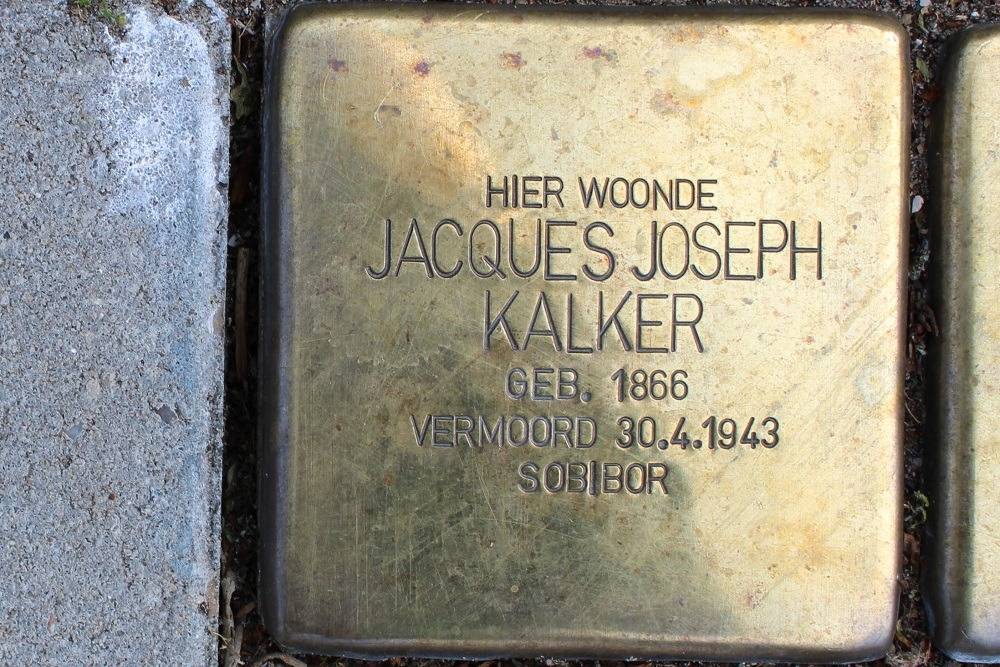 HIER WOONDE
JACQUES JOSEPH
KALKER
GEB. 1866
VERMOORD 30.4.1943
SOBIBOR